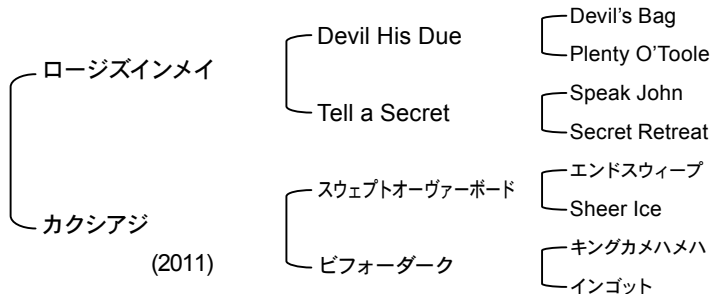 ロージズインメイ
カクシアジ
(2011)
Devil His Due
Tell a Secret
スウェプトオーヴァーボード
ビフォーダーク
Devil's Bag
Plenty O'Toole
Speak John
Secret Retreat
エンドスウィープ
Sheer Ice
キングカメハメハ
インゴット